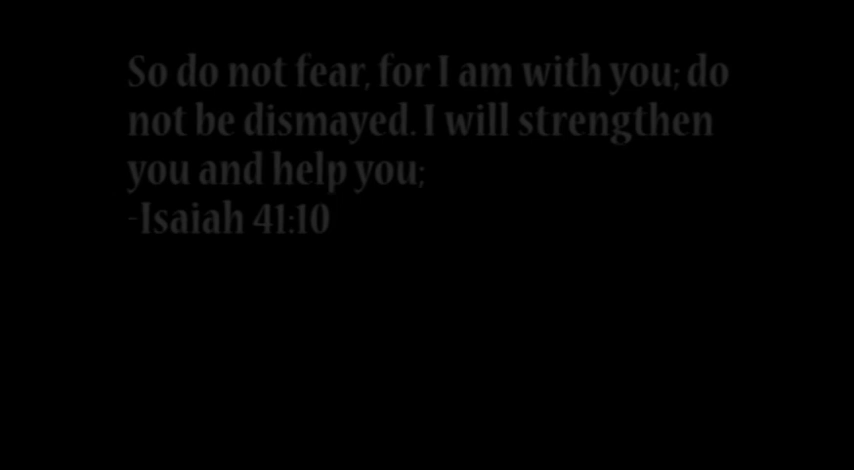 So do not fear, for I am with you; do
not be dismayed. I will strengthen
you and help you;
-Isaiah 41:10